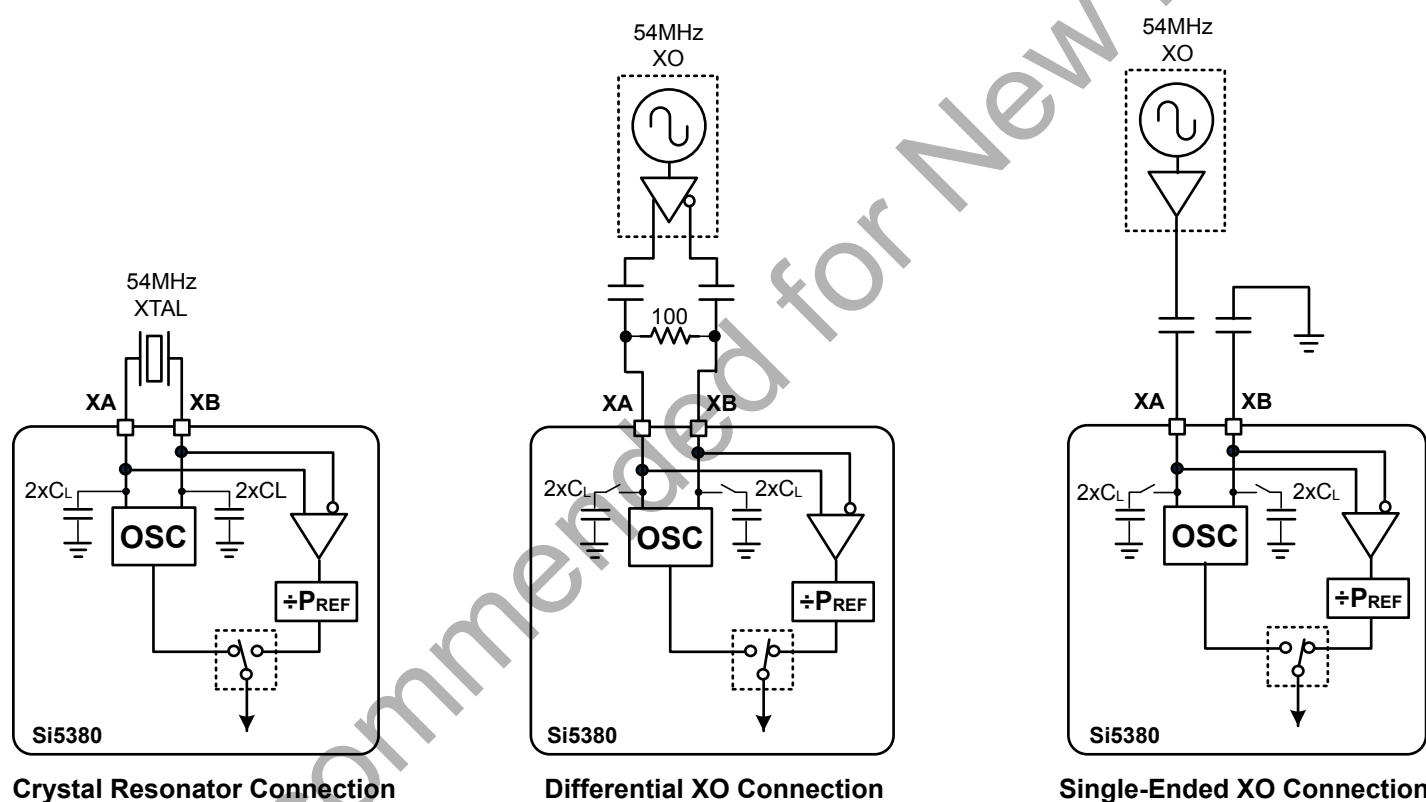 54MHz
XTAL
XA
XB
2xCL
2xCL
OSC
÷PREF
Si5380
Crystal Resonator Connection
54MHz
XO
100
XA
XB
2xCL
2xCL
OSC
÷PREF
Si5380
Differential XO Connection
54MHz
XO
XA
XB
2xCL
2xCL
OSC
÷PREF
Si5380
Single-Ended XO Connection
ommended for New